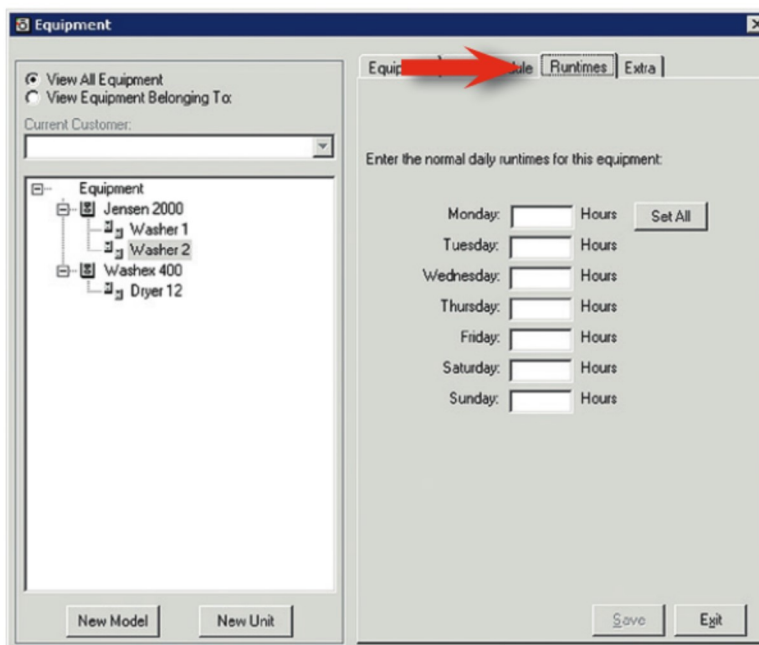 Equipment
View All Equipment
View Equipment Belonging To:
Current Customer:
Equipment
Jensen 2000
Washer 1
Washer 2
Washex 400
Dryer 12
New Model
New Unit
Runtimes
Extra
Enter the normal daily runtimes for this equipment:
Monday: Hours Set All
Tuesday: Hours
Wednesday: Hours
Thursday: Hours
Friday: Hours
Saturday: Hours
Sunday: Hours
Save Exit